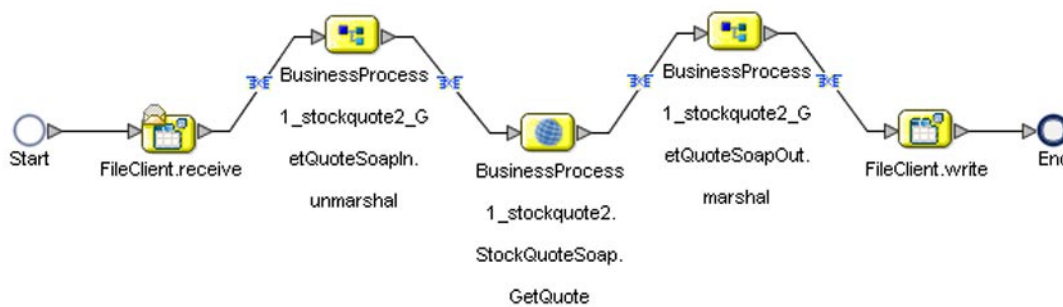 Start
FileClient.receive
BusinessProcess
1_stockquote2_G
etQuoteSoapIn.
unmarshal
BusinessProcess
1_stockquote2.
StockQuoteSoap.
GetQuote
BusinessProcess
1_stockquote2_G
etQuoteSoapOut.
marshal
FileClient.write
End